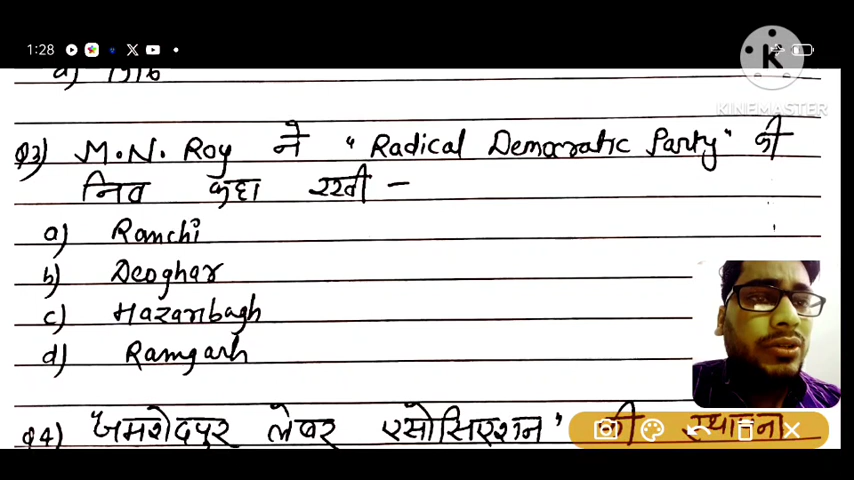 1:28
KINEMASTER
d) 1916
Q3) M.N. Roy ने "Radical Democratic Party" की
निव कहा रखी -
a) Ranchi
b) Deoghar
c) Hazaribagh
d) Ramgarh
Q4) "जमशेदपुर लेबर एसोसिएशन" की स्थापना